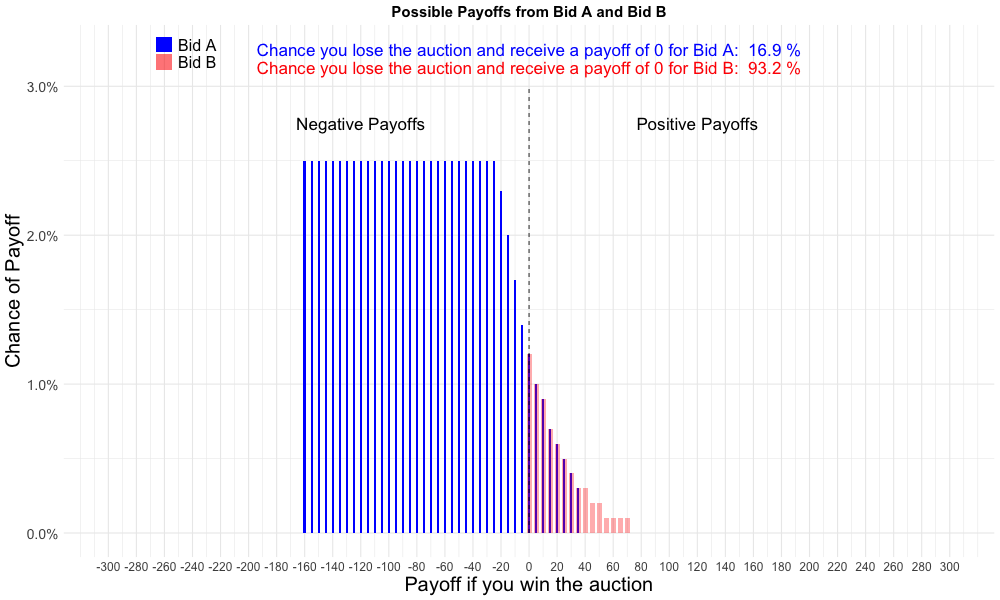 Possible Payoffs from Bid A and Bid B
Bid A
Bid B
Chance you lose the auction and receive a payoff of 0 for Bid A: 16.9 %
Chance you lose the auction and receive a payoff of 0 for Bid B: 93.2 %
3.0%
Negative Payoffs
Positive Payoffs
2.0%
1.0%
0.0%
Chance of Payoff
-300 -280 -260 -240 -220 -200 -180 -160 -140 -120 -100 -80 -60 -40 -20 0 20 40 60 80 100 120 140 160 180 200 220 240 260 280 300
Payoff if you win the auction